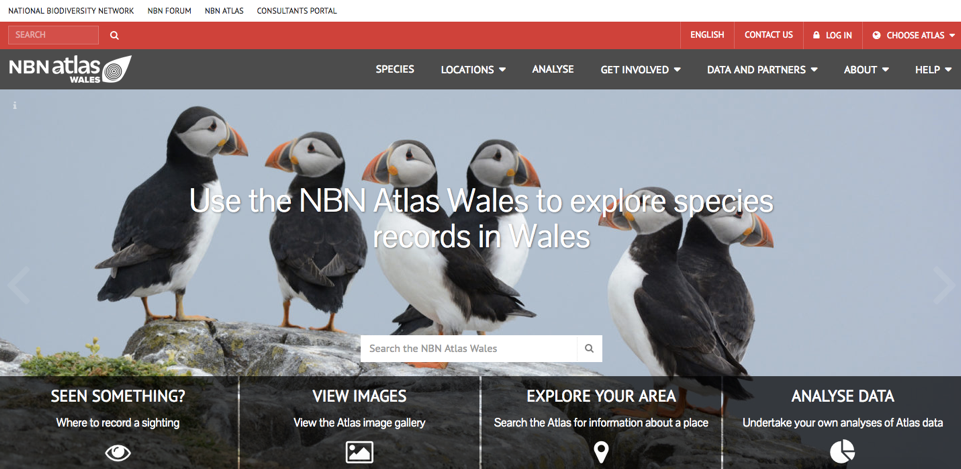 NATIONAL BIODIVERSITY NETWORK NBN FORUM NBN ATLAS CONSULTANTS PORTAL
SEARCH ENGLISH CONTACT US LOG IN CHOOSE ATLAS
NBN atlas WALES SPECIES LOCATIONS ANALYSE GET INVOLVED DATA AND PARTNERS ABOUT HELP
i
Use the NBN Atlas Wales to explore species
records in Wales
Search the NBN Atlas Wales
SEEN SOMETHING? VIEW IMAGES EXPLORE YOUR AREA ANALYSE DATA
Where to record a sighting View the Atlas image gallery Search the Atlas for information about a place Undertake your own analyses of Atlas data